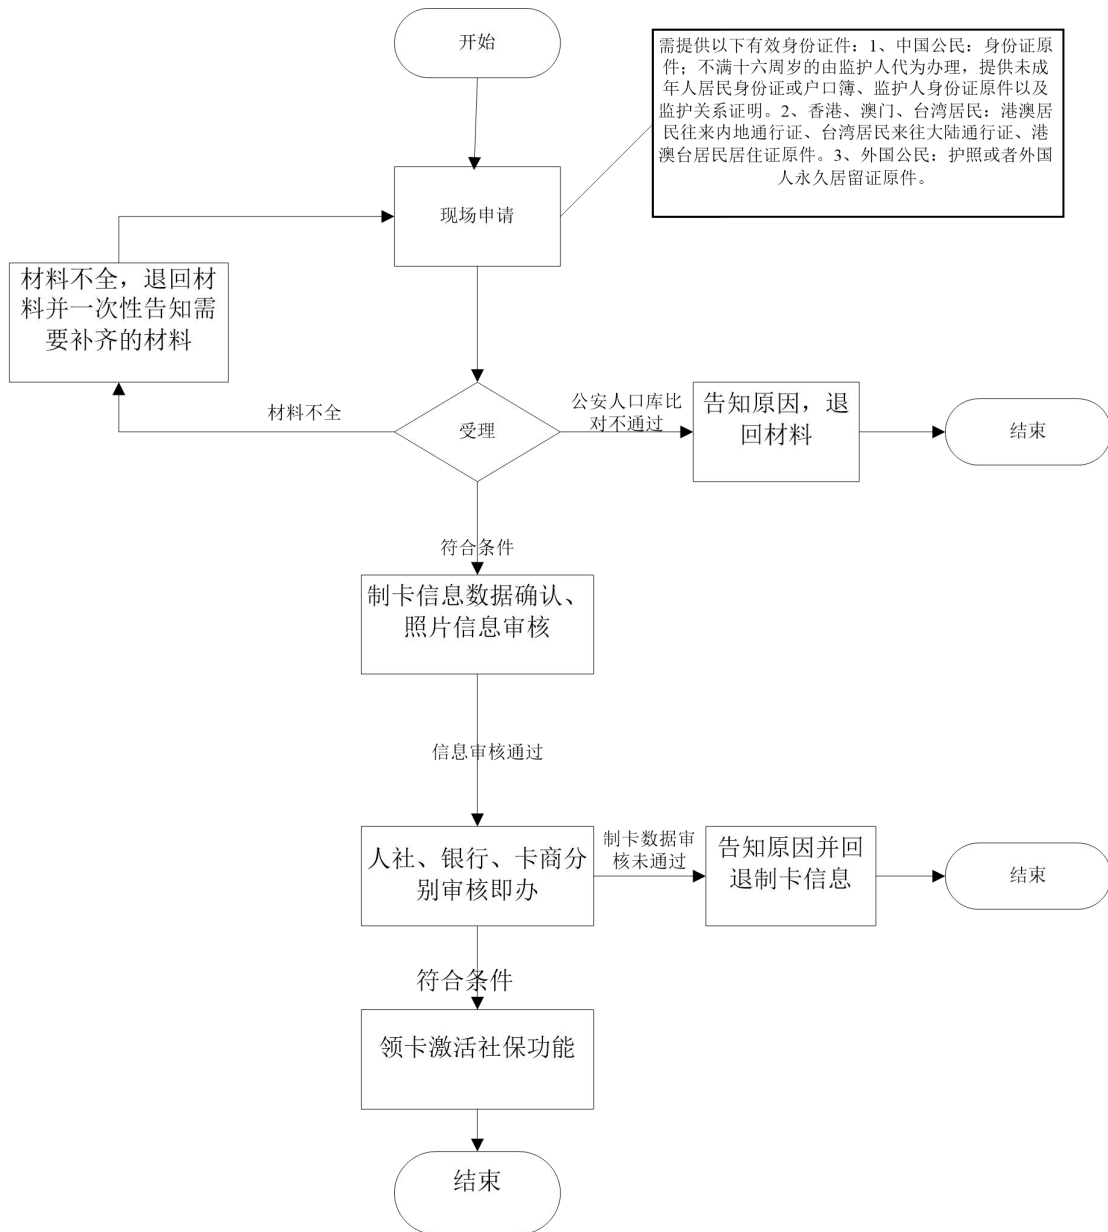 开始
需提供以下有效身份证件：1、中国公民：身份证原
件；不满十六周岁的由监护人代为办理，提供未成
年人居民身份证或户口簿、监护人身份证原件以及
监护关系证明。2、香港、澳门、台湾居民：港澳居
民往来内地通行证、台湾居民来往大陆通行证、港
澳台居民居住证原件。3、外国公民：护照或者外国
人永久居留证原件。
现场申请
材料不全，退回材
料并一次性告知需
要补齐的材料
材料不全
受理
公安人口库比
对不通过
告知原因，退
回材料
结束
符合条件
制卡信息数据确认、
照片信息审核
信息审核通过
人社、银行、卡商分
别审核即办
制卡数据审
核未通过
告知原因并回
退制卡信息
结束
符合条件
领卡激活社保功能
结束